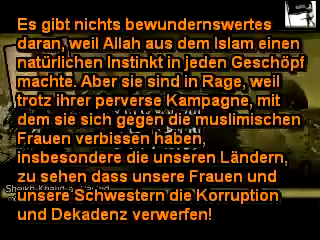 Es gibt nichts bewundernswertes
daran, weil Allah aus dem Islam einen
natürlichen Instinkt in jeden Geschöpf
machte. Aber sie sind in Rage, weil
trotz ihrer perverse Kampagne, mit
dem sie sich gegen die muslimischen
Frauen verbissen haben,
insbesondere die unseren Ländern,
zu sehen dass unsere Frauen und
Sheikh Khalid
unsere Schwestern die Korruption
und Dekadenz verwerfen!